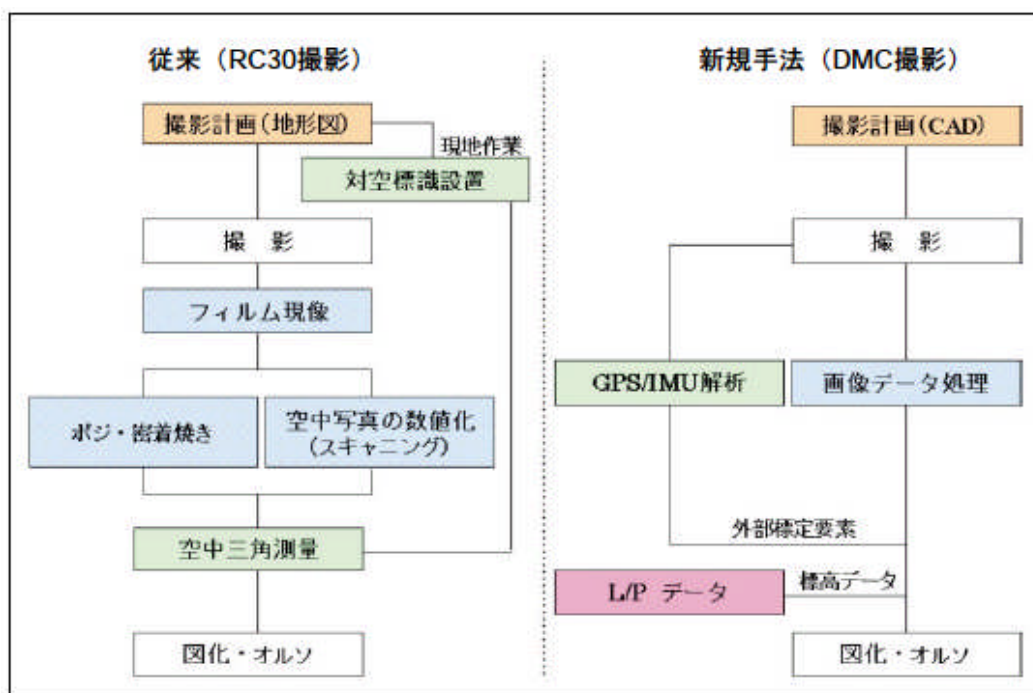 従来（RC30撮影）
撮影計画（地形図）
現地作業
対空標識設置
撮　影
フィルム現像
ポジ・密着焼き
空中写真の数値化
（スキャニング）
空中三角測量
図化・オルソ
新規手法（DMC撮影）
撮影計画（CAD）
撮　影
GPS/IMU解析
画像データ処理
外部標定要素
L/P データ
標高データ
図化・オルソ